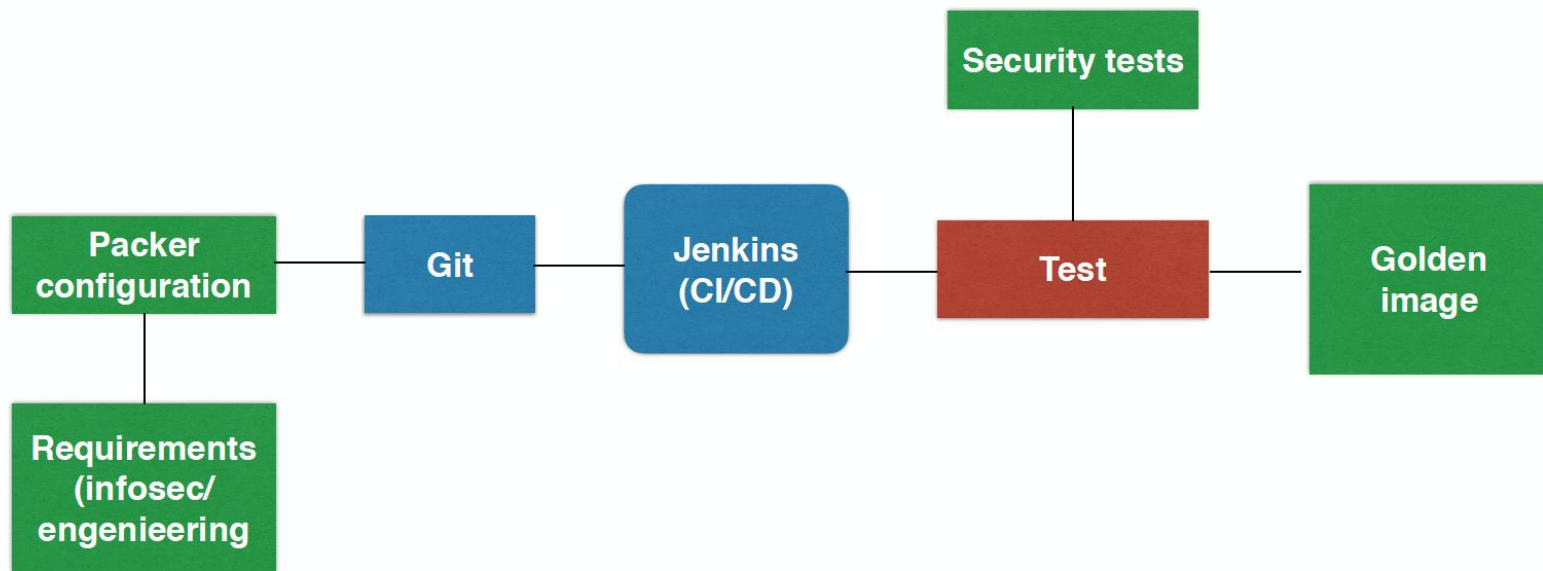 Security tests
Packer
configuration
Git
Jenkins
(CI/CD)
Test
Golden
image
Requirements
(infosec/
engenieering